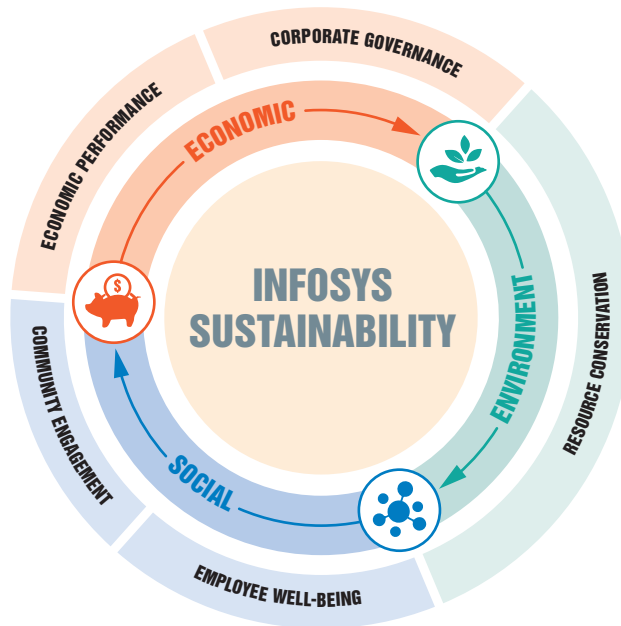 CORPORATE GOVERNANCE
ECONOMIC PERFORMANCE
ECONOMIC
$
INFOSYS
SUSTAINABILITY
ENVIRONMENT
RESOURCE CONSERVATION
COMMUNITY ENGAGEMENT
SOCIAL
EMPLOYEE WELL-BEING